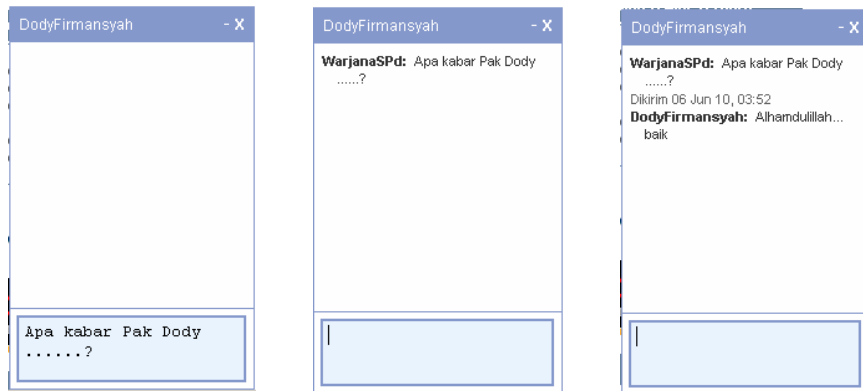 DodyFirmansyah - X
Apa kabar Pak Dody
......?
DodyFirmansyah - X
WarjanaSPd: Apa kabar Pak Dody
......?
DodyFirmansyah - X
WarjanaSPd: Apa kabar Pak Dody
......?
Dikirim 06 Jun 10, 03:52
DodyFirmansyah: Alhamdulillah...
baik